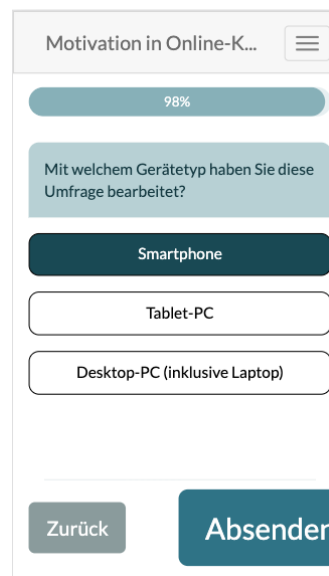 Motivation in Online-K...
98%
Mit welchem Gerätetyp haben Sie diese
Umfrage bearbeitet?
Smartphone
Tablet-PC
Desktop-PC (inklusive Laptop)
Zurück
Absenden